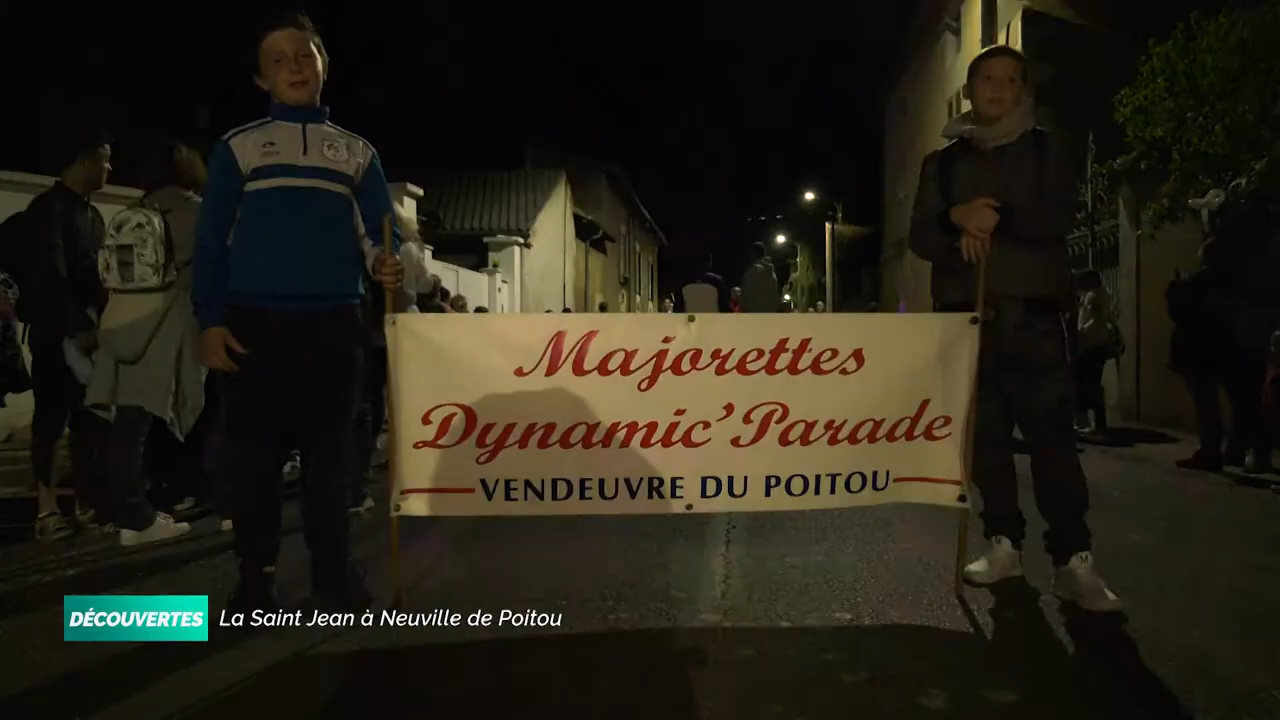 Majorettes
Dynamic' Parade
VENDEUVRE DU POITOU
DÉCOUVERTES La Saint Jean à Neuville de Poitou